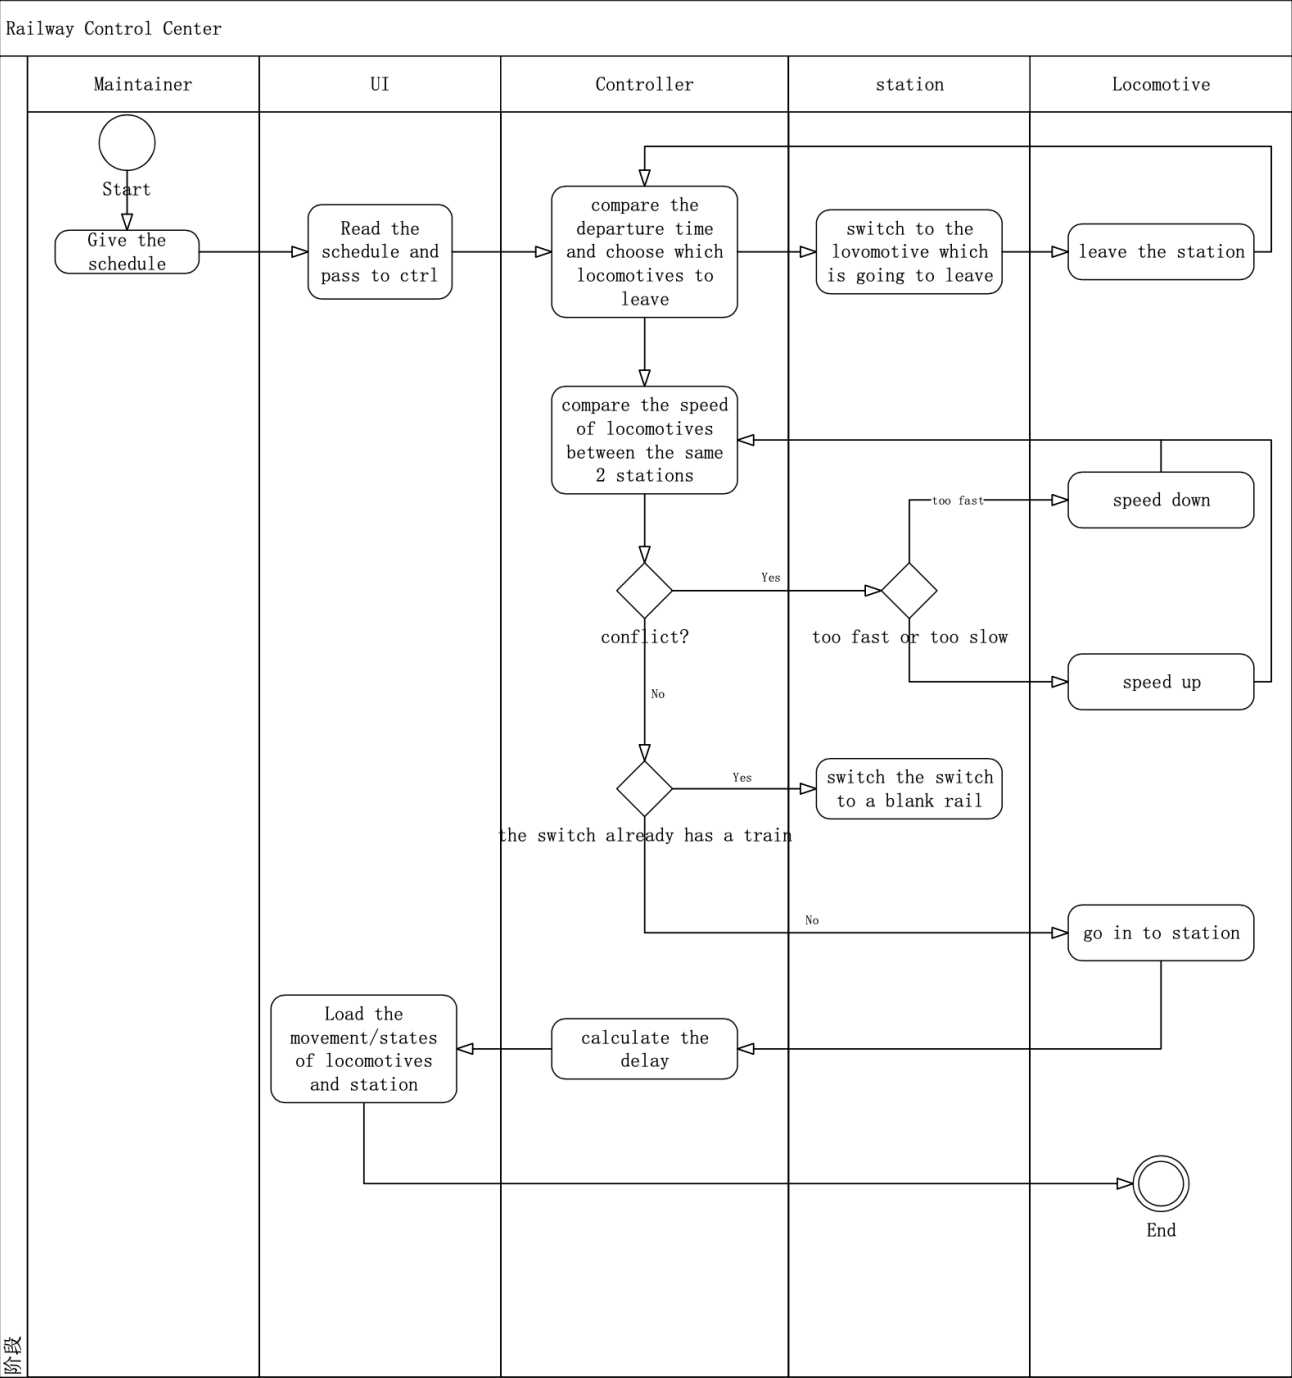 Railway Control Center
Maintainer
UI
Controller
station
Locomotive
Start
Give the
schedule
Read the
schedule and
pass to ctrl
compare the
departure time
and choose which
locomotives to
leave
switch to the
lovomotive which
is going to leave
leave the station
compare the speed
of locomotives
between the same
2 stations
too fast
speed down
Yes
conflict?
too fast or too slow
speed up
No
Yes
switch the switch
to a blank rail
the switch already has a train
No
go in to station
Load the
movement/states
of locomotives
and station
calculate the
delay
End
阶段